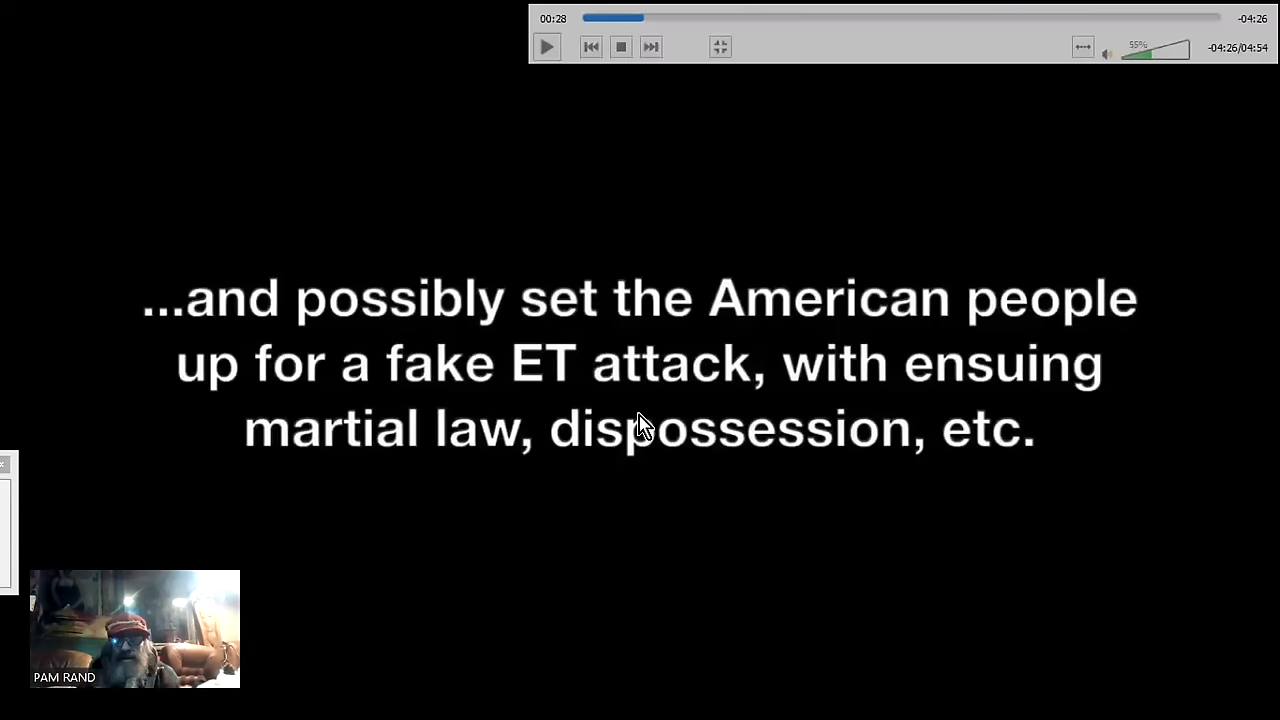 00:28
-04:26
55%
-04:26/04:54
...and possibly set the American people
up for a fake ET attack, with ensuing
martial law, dispossession, etc.
PAM RAND